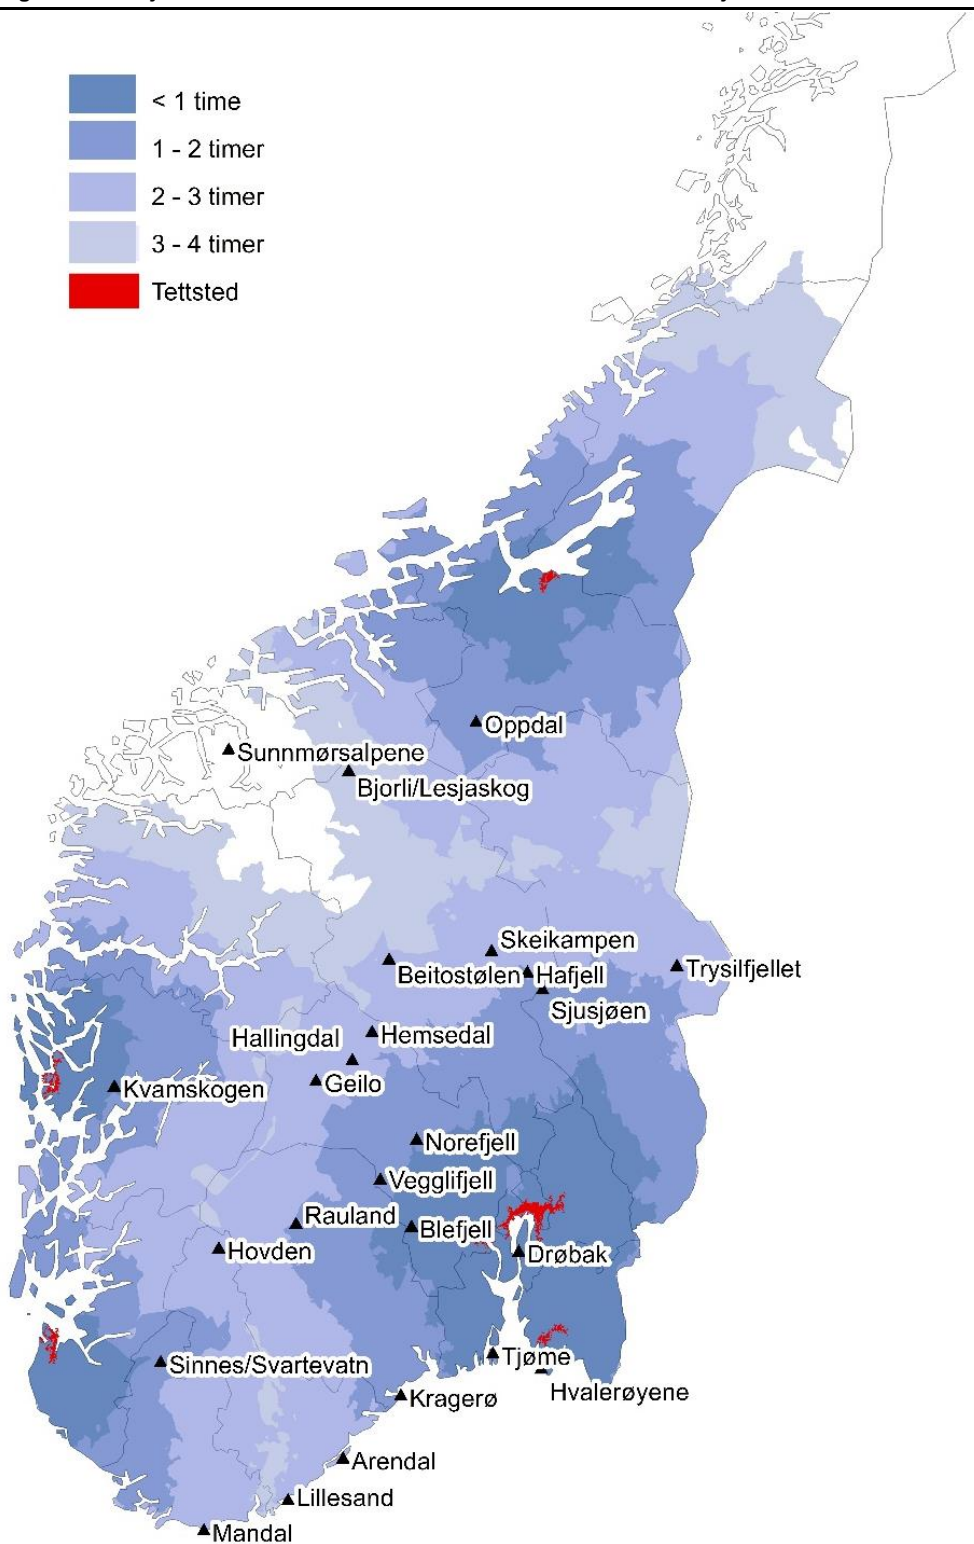 < 1 time
1 - 2 timer
2 - 3 timer
3 - 4 timer
Tettsted
Oppdal
Sunnmørsalpene
Bjorli/Lesjaskog
Skeikampen
Beitostølen
Hafjell
Trysilfjellet
Sjusjøen
Hallingdal
Hemsedal
Geilo
Kvamskogen
Norefjell
Vegglifjell
Rauland
Blefjell
Hovden
Drøbak
Tjøme
Sinnes/Svartevatn
Hvalerøyene
Kragerø
Arendal
Lillesand
Mandal